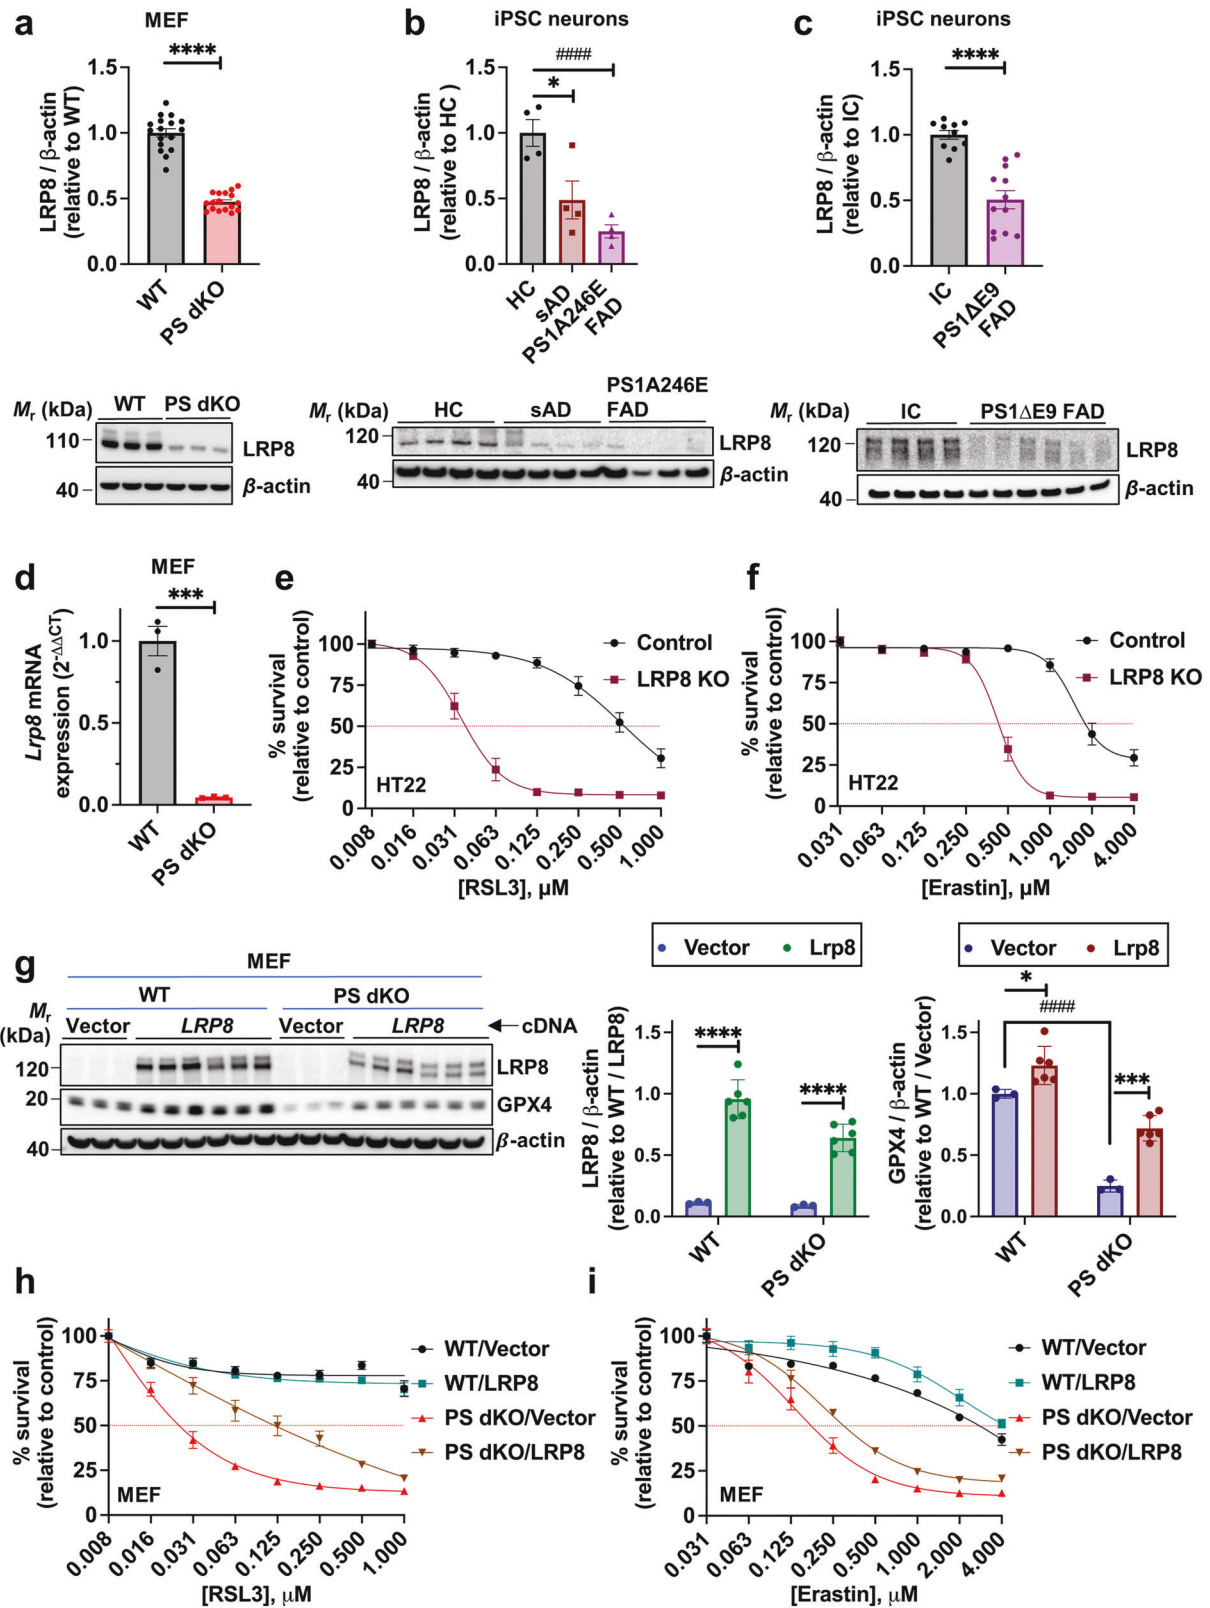 a
MEF
****
LRP8 / β-actin
(relative to WT)
1.5
1.0
0.5
0.0
WT
PS dKO
b
iPSC neurons
####
*
LRP8 / β-actin
(relative to HC )
1.5
1.0
0.5
0.0
HC
sAD
PS1A246E
FAD
c
iPSC neurons
****
LRP8 / β-actin
(relative to IC)
1.5
1.0
0.5
0.0
IC
PS1ΔE9
FAD
Mr (kDa)
WT
PS dKO
110
LRP8
40
β-actin
Mr (kDa)
HC
sAD
PS1A246E
FAD
120
LRP8
40
β-actin
Mr (kDa)
IC
PS1ΔE9 FAD
120
LRP8
40
β-actin
d
MEF
***
Lrp8 mRNA
expression (2-ΔΔCT)
1.0
0.5
0.0
WT
PS dKO
e
% survival
(relative to control)
100
75
50
25
0
Control
LRP8 KO
HT22
0.008
0.016
0.031
0.063
0.125
0.250
0.500
1.000
[RSL3], µM
f
% survival
(relative to control)
100
75
50
25
0
Control
LRP8 KO
HT22
0.031
0.063
0.125
0.250
0.500
1.000
2.000
4.000
[Erastin], µM
g
MEF
WT
PS dKO
Mr
(kDa)
Vector
LRP8
Vector
LRP8
cDNA
120
LRP8
20
GPX4
40
β-actin
Vector
Lrp8
LRP8 / β-actin
(relative to WT / LRP8)
1.5
1.0
0.5
0.0
****
****
WT
PS dKO
Vector
Lrp8
GPX4 / β-actin
(relative to WT / Vector)
1.5
1.0
0.5
0.0
*
####
***
WT
PS dKO
h
% survival
(relative to control)
100
75
50
25
0
WT/Vector
WT/LRP8
PS dKO/Vector
PS dKO/LRP8
MEF
0.008
0.016
0.031
0.063
0.125
0.250
0.500
1.000
[RSL3], µM
i
% survival
(relative to control)
100
75
50
25
0
WT/Vector
WT/LRP8
PS dKO/Vector
PS dKO/LRP8
MEF
0.031
0.063
0.125
0.250
0.500
1.000
2.000
4.000
[Erastin], µM